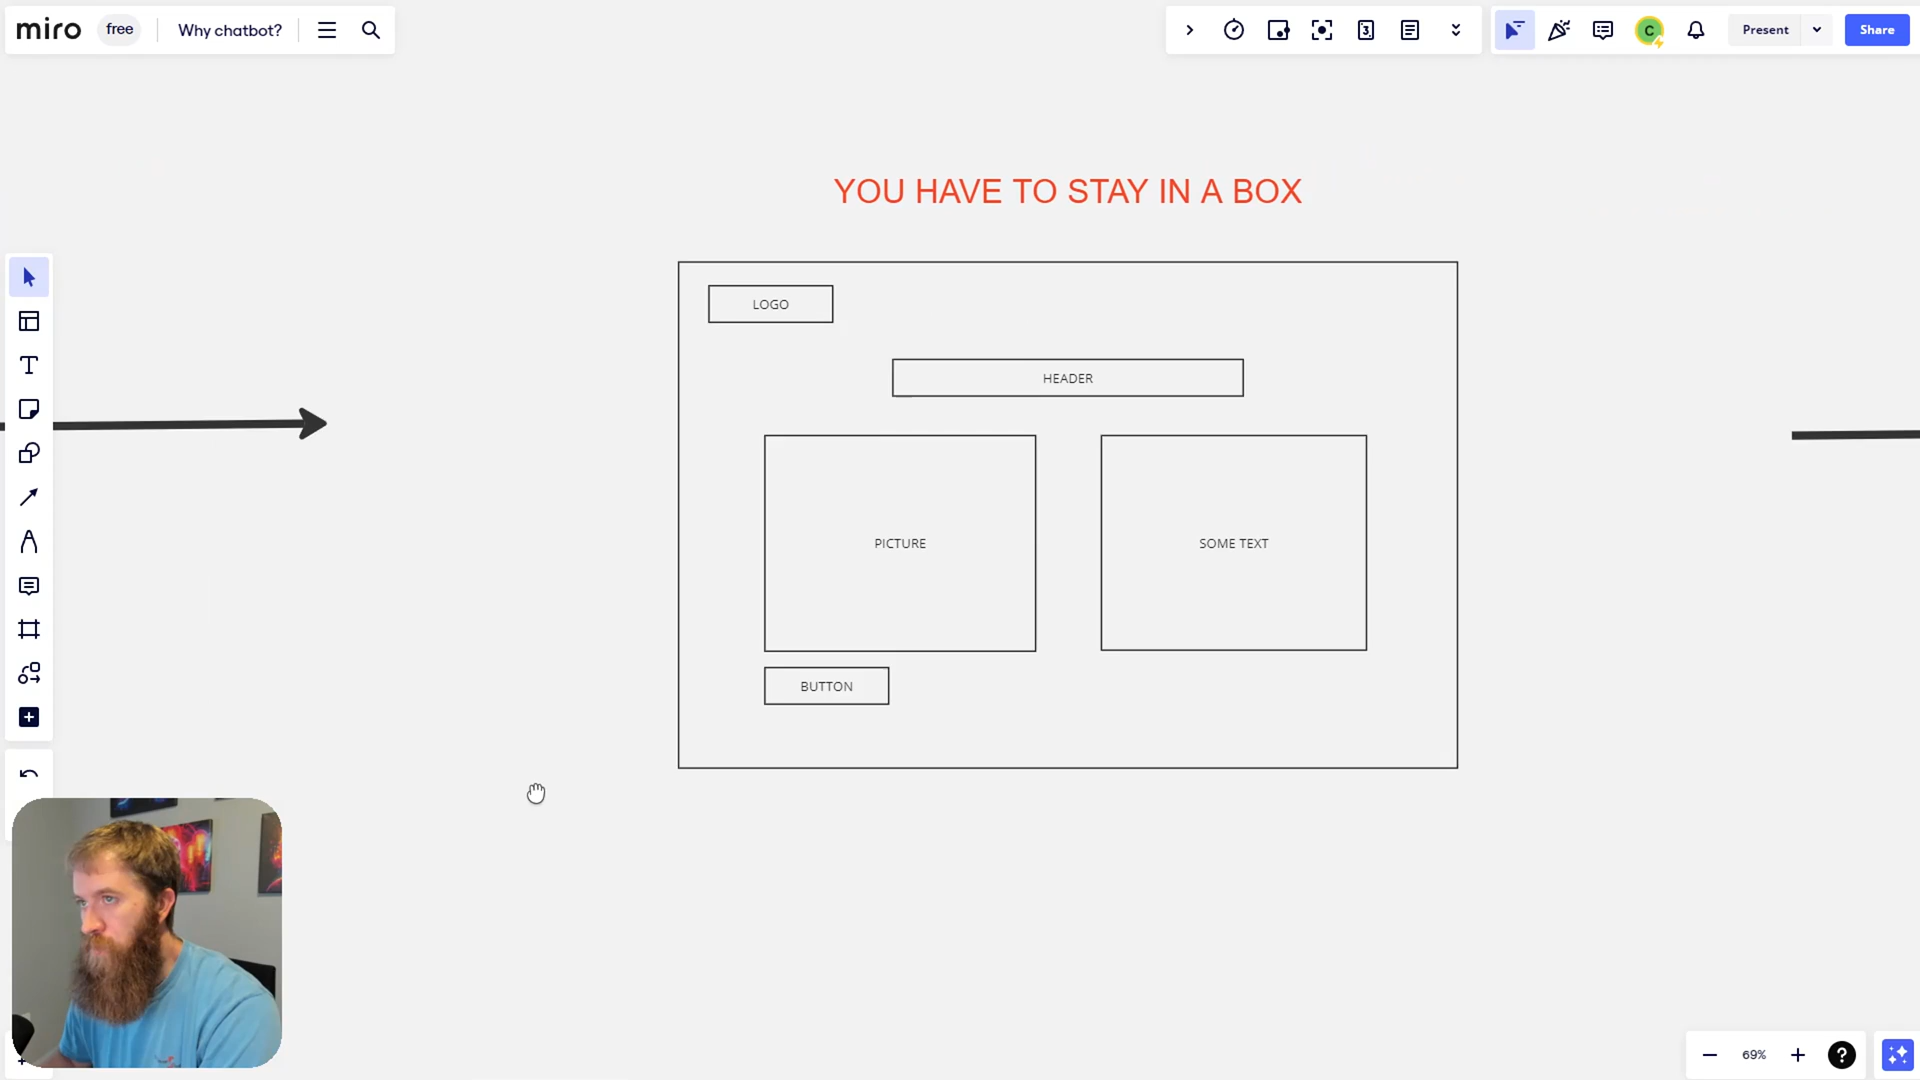 miro
free
Why chatbot?
3
C
Present
Share
YOU HAVE TO STAY IN A BOX
LOGO
HEADER
PICTURE
SOME TEXT
BUTTON
69%
?